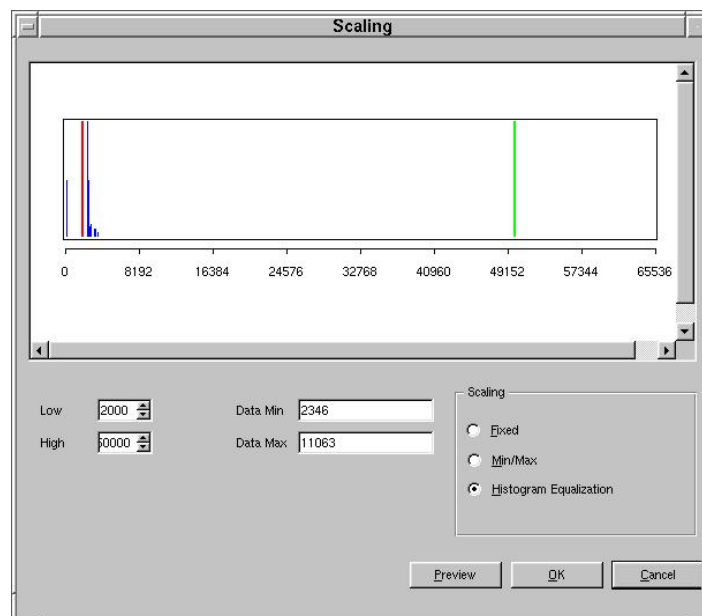 Scaling
0 8192 16384 24576 32768 40960 49152 57344 65536
Scaling
Low 2000 Data Min 2346
Fixed
High 50000 Data Max 11063
Min/Max
Histogram Equalization
Preview OK Cancel